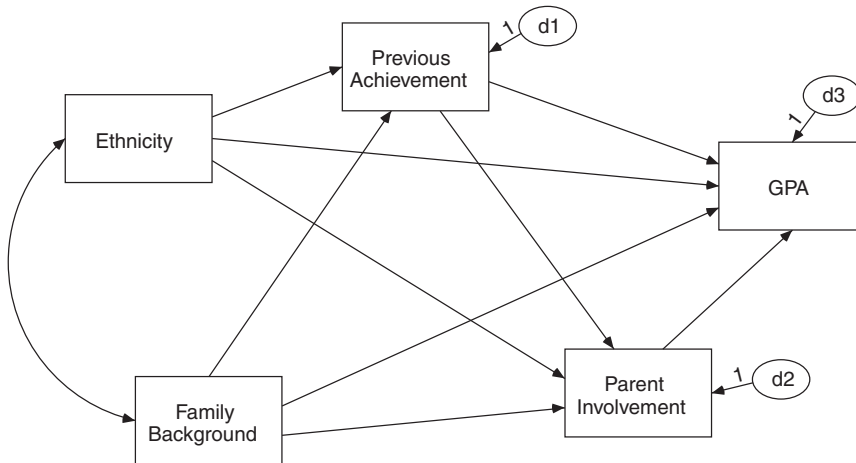 Previous
Achievement
1
d1
Ethnicity
1
d3
GPA
Family
Background
Parent
Involvement
1
d2